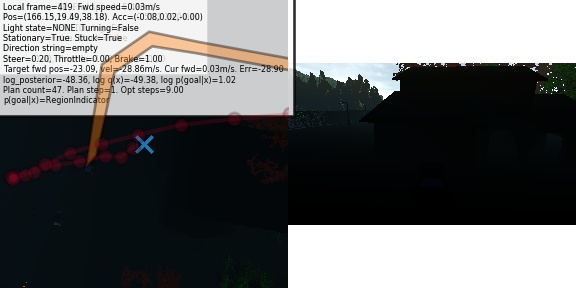 Local frame=419: Fwd speed=0.03m/s
Pos=(166.15,19.49,38.18). Acc=(-0.08,0.02,-0.00)
Light state=NONE: Turning=False
Stationary=True: Stuck=True
Direction string=empty
Steer=0.20, Throttle=0.00, Brake=1.00
Target fwd pos=-23.09, vel=-28.86m/s. Cur fwd=0.03m/s. Err=-28.90
log_posterior=-48.36, log q(x)=-49.38, log p(goal|x)=1.02
Plan count=47. Plan step=1. Opt steps=9.00
p(goal|x)=RegionIndicator